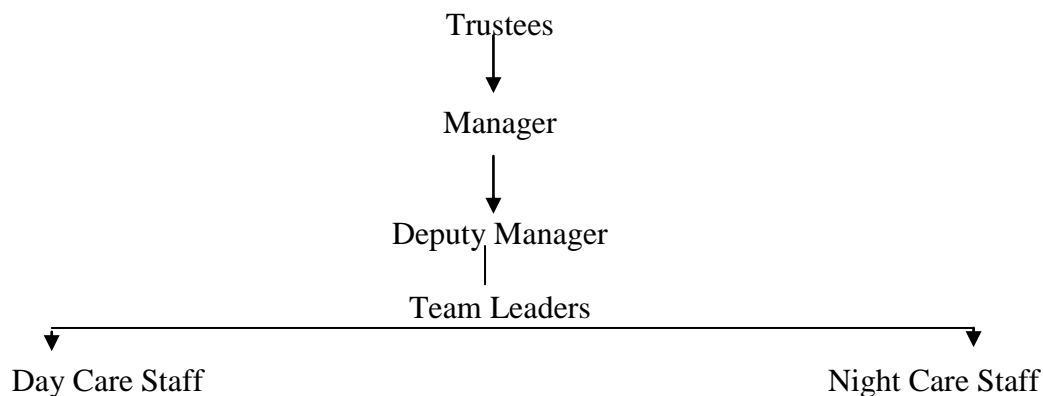 Trustees
Manager
Deputy Manager
Team Leaders
Day Care Staff
Night Care Staff